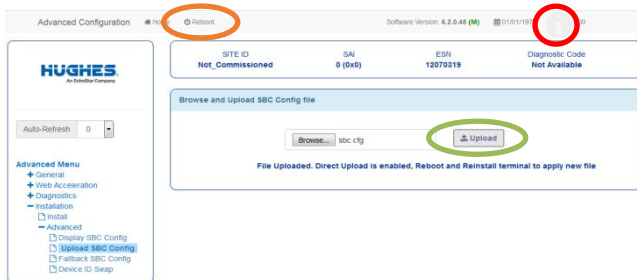 Advanced Configuration Home Reboot Software Version: 6.2.0.45 (M)
SITE ID SAI ESN Diagnostic Code
Not_Commissioned 0 (0x0) 12070319 Not Available
HUGHES.
An EchoStar Company
Browse and Upload SBC Config file
Auto-Refresh 0
Browse... sbc.cfg Upload
File Uploaded. Direct Upload is enabled, Reboot and Reinstall terminal to apply new file
Advanced Menu
General
Web Acceleration
Diagnostics
Installation
Install
Advanced
Display SBC Config
Upload SBC Config
Fallback SBC Config
Device ID Swap